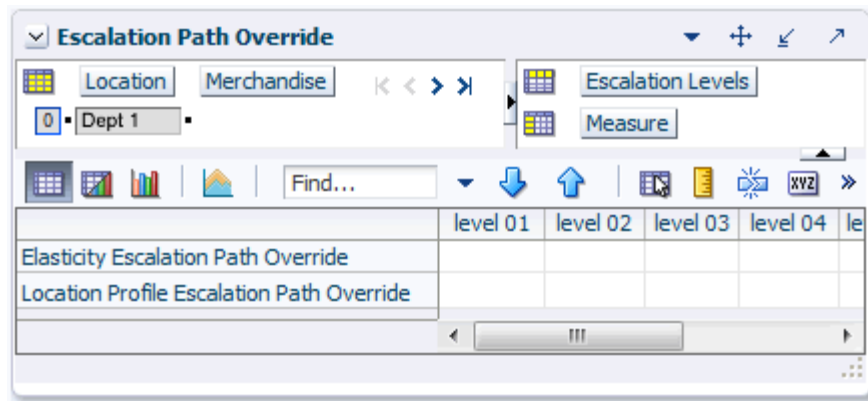 Escalation Path Override
Location Merchandise
Escalation Levels
0 Dept 1
Measure
Find...
XYZ
level 01 level 02 level 03 level 04 le
Elasticity Escalation Path Override
Location Profile Escalation Path Override